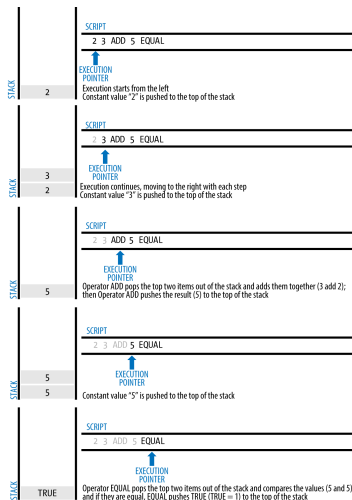 SCRIPT
2 3 ADD 5 EQUAL
EXECUTION
POINTER
STACK
2
Execution starts from the left
Constant value "2" is pushed to the top of the stack
SCRIPT
2 3 ADD 5 EQUAL
EXECUTION
POINTER
STACK
3
2
Execution continues, moving to the right with each step
Constant value "3" is pushed to the top of the stack
SCRIPT
2 3 ADD 5 EQUAL
EXECUTION
POINTER
STACK
5
Operator ADD pops the top two items out of the stack and adds them together (3 add 2);
then Operator ADD pushes the result (5) to the top of the stack
SCRIPT
2 3 ADD 5 EQUAL
EXECUTION
POINTER
STACK
5
5
Constant value "5" is pushed to the top of the stack
SCRIPT
2 3 ADD 5 EQUAL
EXECUTION
POINTER
STACK
TRUE
Operator EQUAL pops the top two items out of the stack and compares the values (5 and 5)
and if they are equal, EQUAL pushes TRUE (TRUE = 1) to the top of the stack